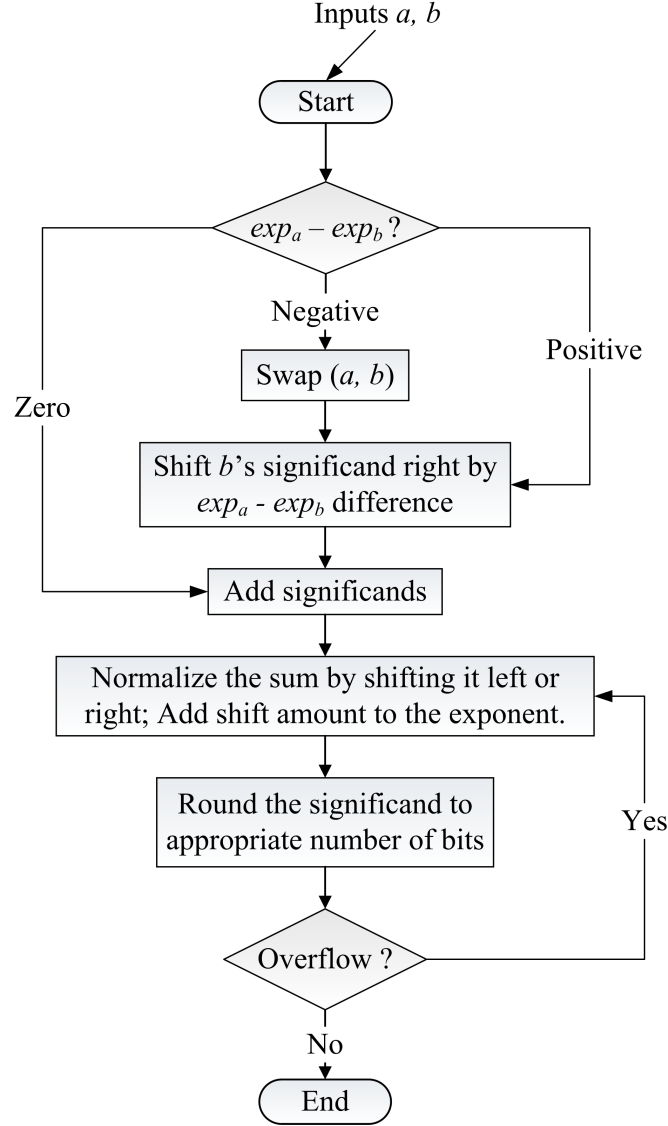 Inputs a, b
Start
expₐ – exp_b ?
Negative
Positive
Swap (a, b)
Zero
Shift b’s significand right by
expₐ - exp_b difference
Add significands
Normalize the sum by shifting it left or
right; Add shift amount to the exponent.
Round the significand to
appropriate number of bits
Yes
Overflow ?
No
End